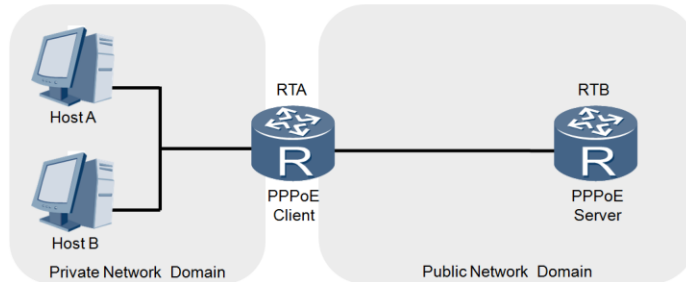 Host A
Host B
Private Network Domain
RTA
R
PPPoE
Client
RTB
R
PPPoE
Server
Public Network Domain